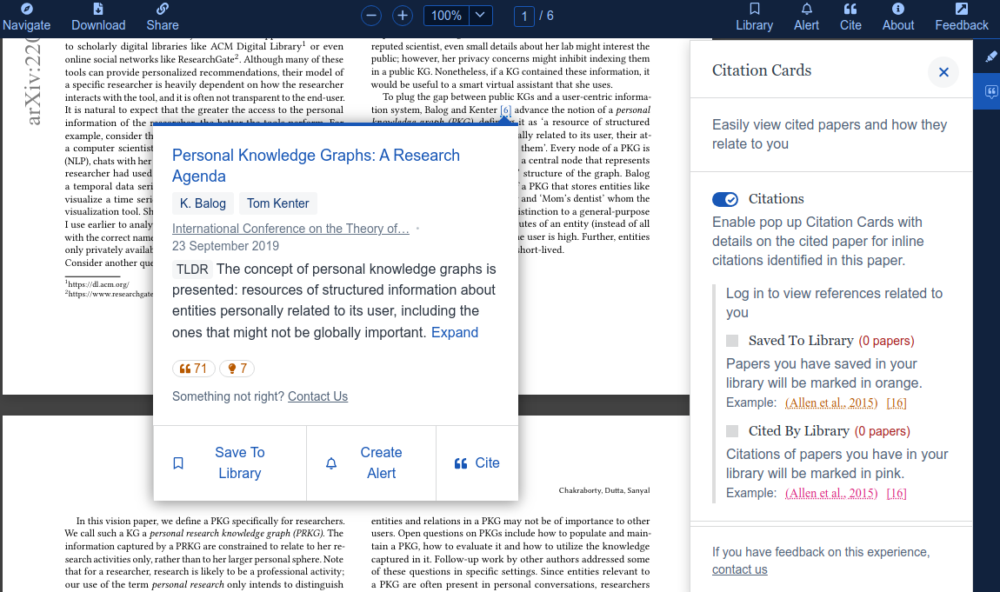 Navigate
Download
Share
100%
1 / 6
Library
Alert
Cite
About
Feedback
arXiv:220
to scholarly digital libraries like ACM Digital Library1 or even
online social networks like ResearchGate2. Although many of these
tools can provide personalized recommendations, their model of
a specific researcher is heavily dependent on how the researcher
interacts with the tool, and it is often not transparent to the end-user.
It is natural to expect that the greater the access to the personal
information of the researcher, the better the tools perform. For
example, consider th
a computer scientist
(NLP), chats with her
researcher had used
a temporal data seri
visualize a time seri
visualization tool. Sh
I use earlier to analy
with the correct name
only privately availab
Consider another que
1https://dl.acm.org/
2https://www.researchgate
reputed scientist, even small details about her lab might interest the
public; however, her privacy concerns might inhibit indexing them
in a public KG. Nonetheless, if a KG contained these information, it
would be useful to a smart virtual assistant that she uses.
To plug the gap between public KGs and a user-centric informa-
tion system, Balog and Kenter [6] advance the notion of a personal
knowledge graph (PKG), defining it as 'a resource of structured
ally related to its user, their at-
them'. Every node of a PKG is
a central node that represents
' structure of the graph. Balog
f a PKG that stores entities like
and 'Mom's dentist' whom the
istinction to a general-purpose
utes of an entity (instead of all
e user is high. Further, entities
short-lived.
Personal Knowledge Graphs: A Research
Agenda
K. Balog Tom Kenter
International Conference on the Theory of… ·
23 September 2019
TLDR The concept of personal knowledge graphs is
presented: resources of structured information about
entities personally related to its user, including the
ones that might not be globally important. Expand
71 7
Something not right? Contact Us
Save To
Library
Create
Alert
Cite
Chakraborty, Dutta, Sanyal
In this vision paper, we define a PKG specifically for researchers.
We call such a KG a personal research knowledge graph (PRKG). The
information captured by a PRKG are constrained to relate to her re-
search activities only, rather than to her larger personal sphere. Note
that for a researcher, research is likely to be a professional activity;
our use of the term personal research only intends to distinguish
entities and relations in a PKG may not be of importance to other
users. Open questions on PKGs include how to populate and main-
tain a PKG, how to evaluate it and how to utilize the knowledge
captured in it. Follow-up work by other authors addressed some
of these questions in specific settings. Since entities relevant to
a PKG are often present in personal conversations, researchers
Citation Cards
Easily view cited papers and how they
relate to you
Citations
Enable pop up Citation Cards with
details on the cited paper for inline
citations identified in this paper.
Log in to view references related to
you
Saved To Library (0 papers)
Papers you have saved in your
library will be marked in orange.
Example: (Allen et al., 2015) [16]
Cited By Library (0 papers)
Citations of papers you have in your
library will be marked in pink.
Example: (Allen et al., 2015) [16]
If you have feedback on this experience,
contact us